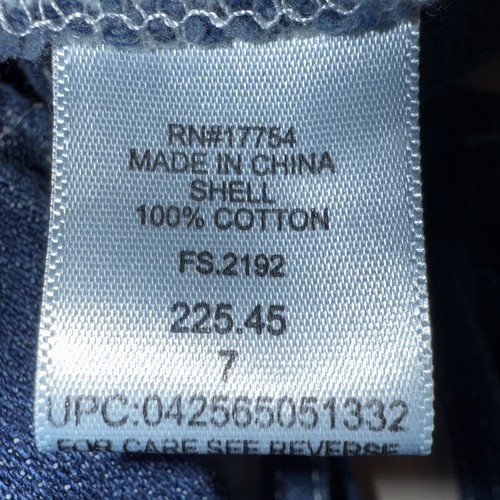 RN#17754
MADE IN CHINA
SHELL
100% COTTON
FS.2192
225.45
7
UPC:042565051332
FOR CARE SEE REVERSE